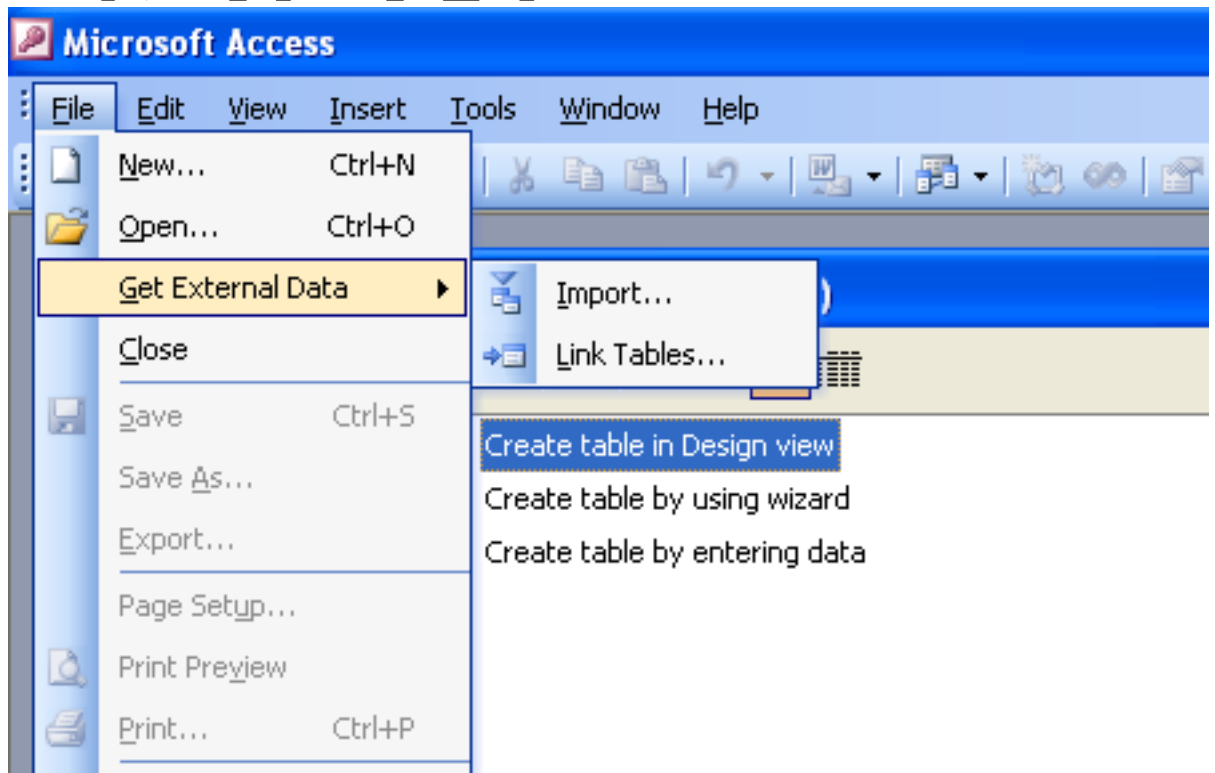 Microsoft Access
File Edit View Insert Tools Window Help
New... Ctrl+N
Open... Ctrl+O
Get External Data
Import...
)
Close
Link Tables...
Save Ctrl+S
Create table in Design view
Save As...
Create table by using wizard
Export...
Create table by entering data
Page Setup...
Print Preview
Print... Ctrl+P